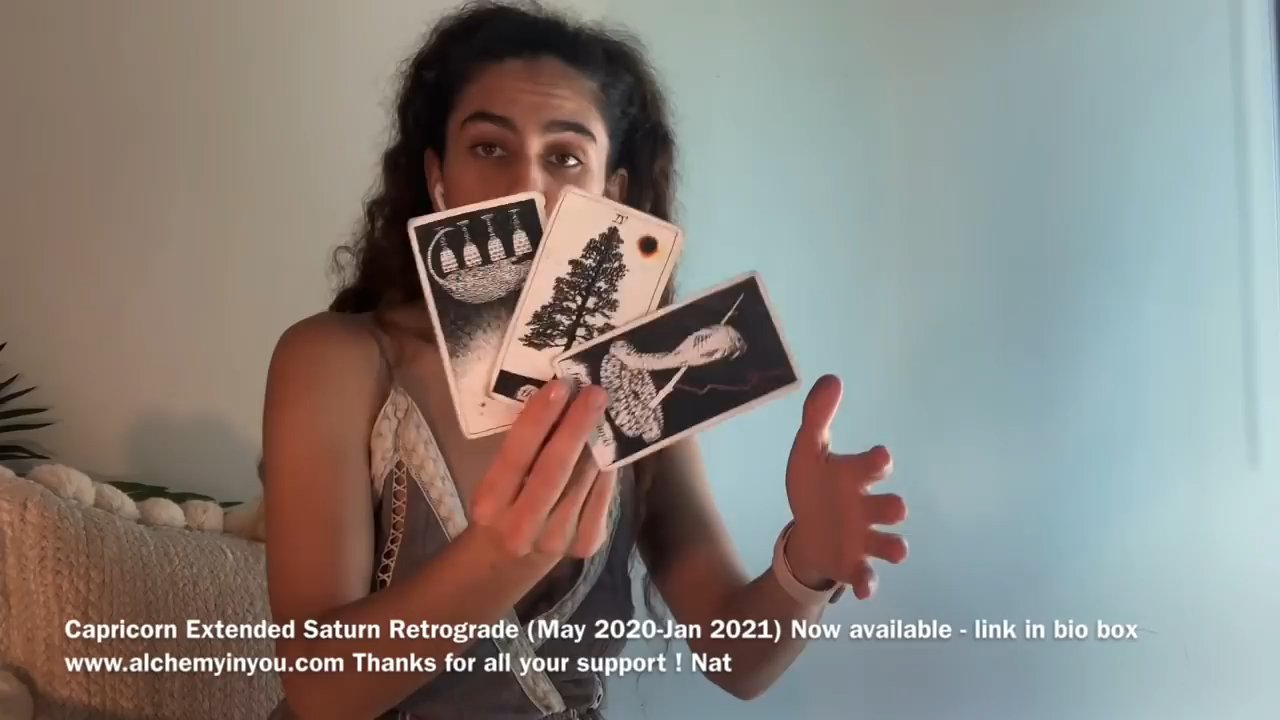 IV
Capricorn Extended Saturn Retrograde (May 2020-Jan 2021) Now available - link in bio box
www.alchemyinyou.com Thanks for all your support ! Nat